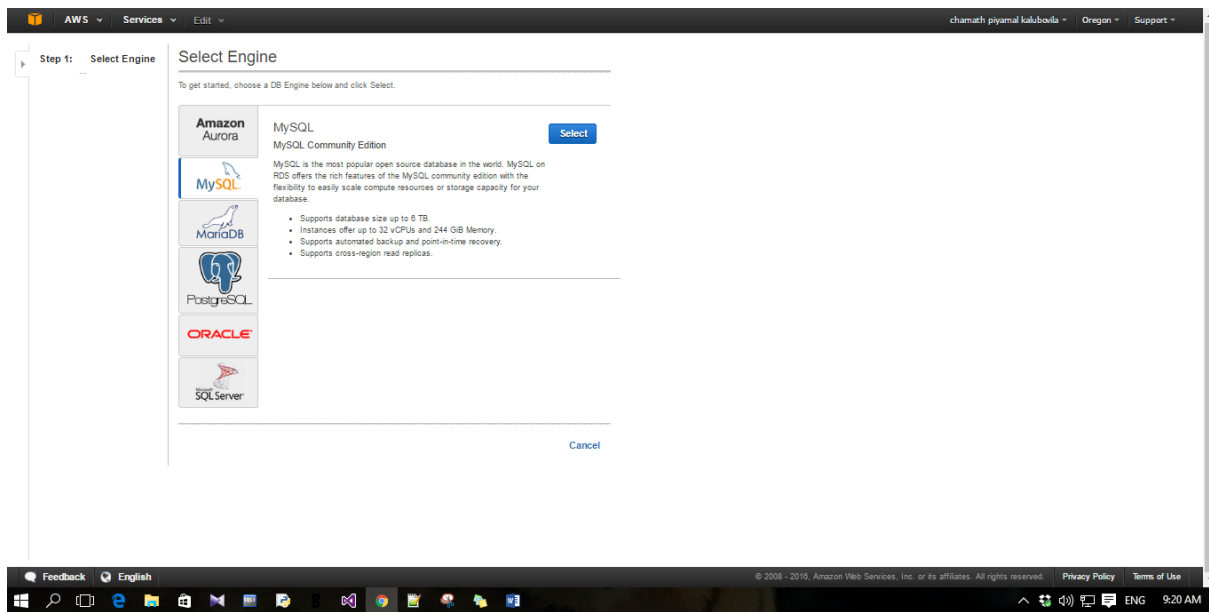 AWS Services Edit chamath piyamal kalubovila Oregon Support
Step 1: Select Engine
...
Select Engine
To get started, choose a DB Engine below and click Select.
Amazon
Aurora
MySQL
MariaDB
PostgreSQL
ORACLE
Microsoft
SQL Server
MySQL
Select
MySQL Community Edition
MySQL is the most popular open source database in the world. MySQL on
RDS offers the rich features of the MySQL community edition with the
flexibility to easily scale compute resources or storage capacity for your
database.
• Supports database size up to 6 TB.
• Instances offer up to 32 vCPUs and 244 GiB Memory.
• Supports automated backup and point-in-time recovery.
• Supports cross-region read replicas.
Cancel
Feedback English © 2008 - 2016, Amazon Web Services, Inc. or its affiliates. All rights reserved. Privacy Policy Terms of Use
ENG 9:20 AM